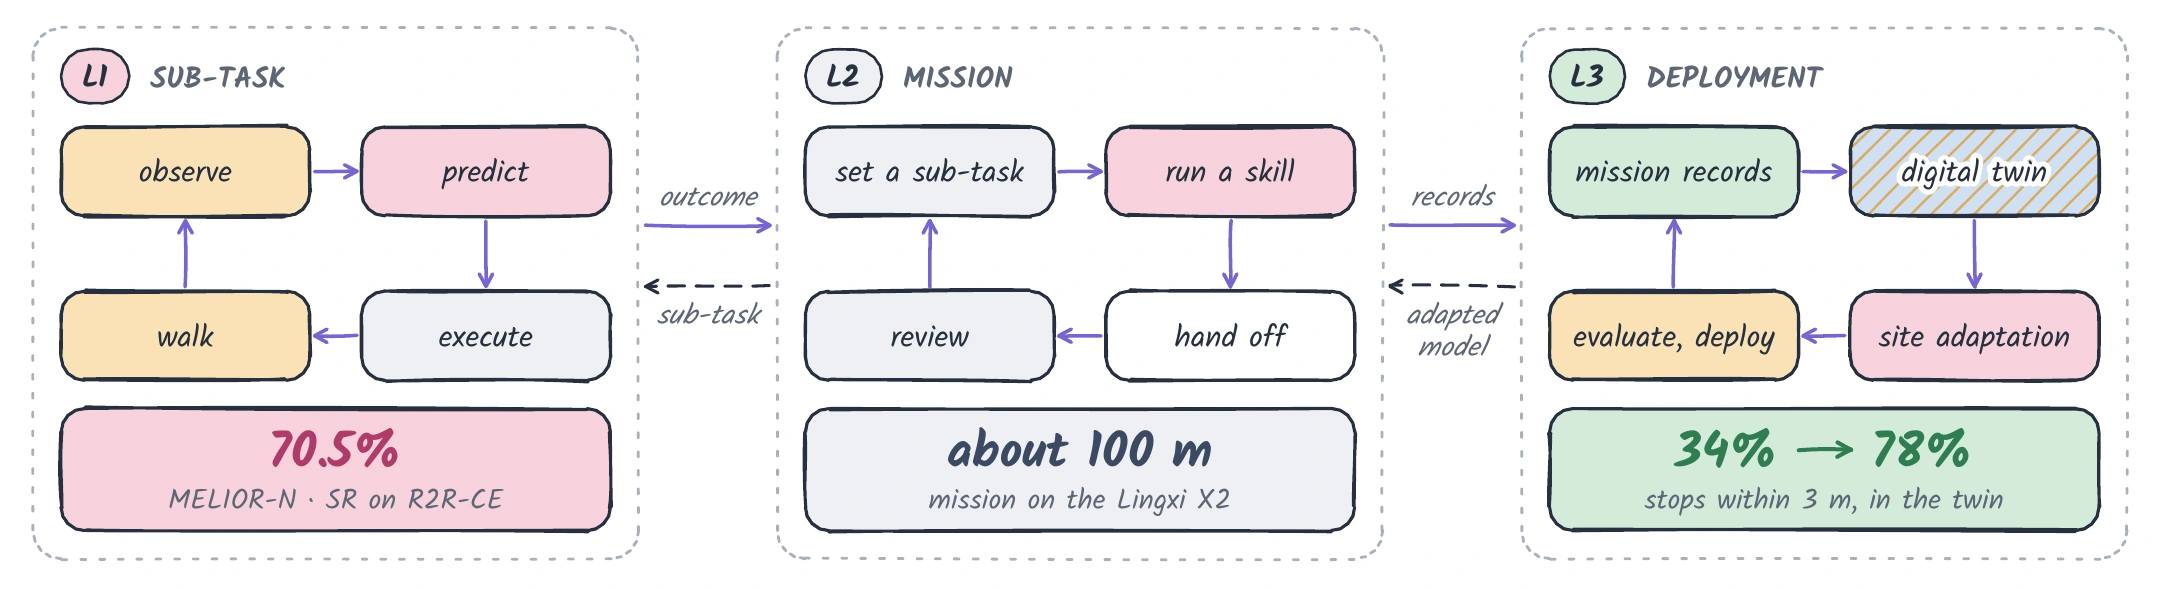 L1 SUB-TASK
observe
predict
walk
execute
70.5%
MELIOR-N · SR on R2R-CE
outcome
sub-task
L2 MISSION
set a sub-task
run a skill
review
hand off
about 100 m
mission on the Lingxi X2
records
adapted
model
L3 DEPLOYMENT
mission records
digital twin
evaluate, deploy
site adaptation
34% → 78%
stops within 3 m, in the twin